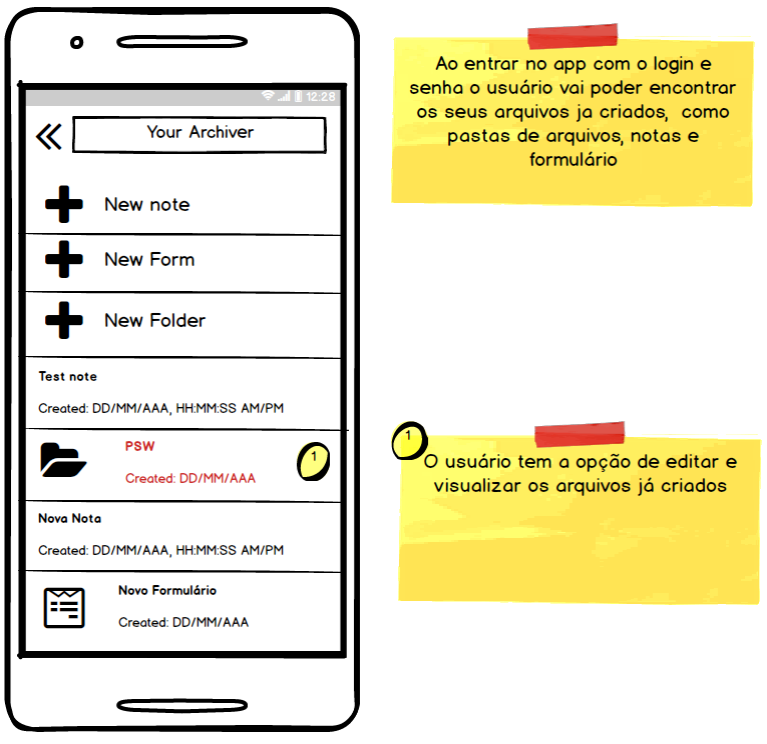 12:28
Your Archiver
New note
New Form
New Folder
Test note
Created: DD/MM/AAA, HH:MM:SS AM/PM
PSW
1
Created: DD/MM/AAA
Nova Nota
Created: DD/MM/AAA, HH:MM:SS AM/PM
Novo Formulário
Created: DD/MM/AAA
Ao entrar no app com o login e
senha o usuário vai poder encontrar
os seus arquivos ja criados, como
pastas de arquivos, notas e
formulário
1
O usuário tem a opção de editar e
visualizar os arquivos já criados